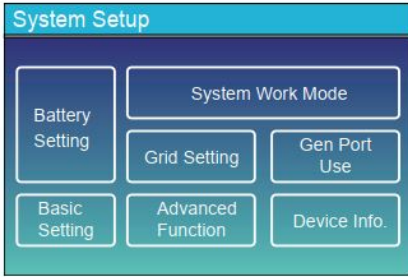 System Setup
Battery
Setting
System Work Mode
Grid Setting
Gen Port
Use
Basic
Setting
Advanced
Function
Device Info.